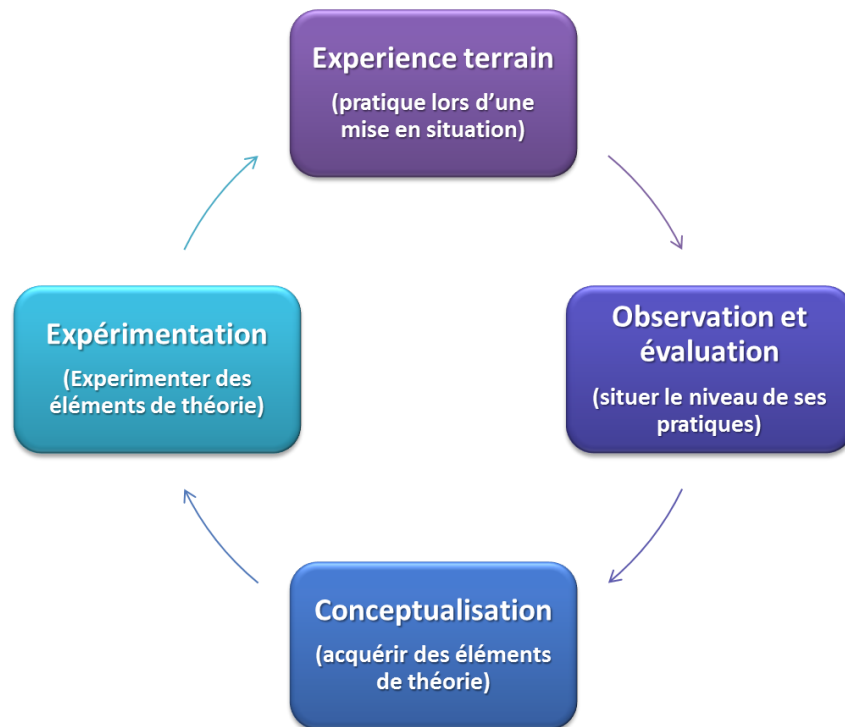 Experience terrain
(pratique lors d’une
mise en situation)
Observation et
évaluation
(situer le niveau de ses
pratiques)
Conceptualisation
(acquérir des éléments
de théorie)
Expérimentation
(Experimenter des
éléments de théorie)